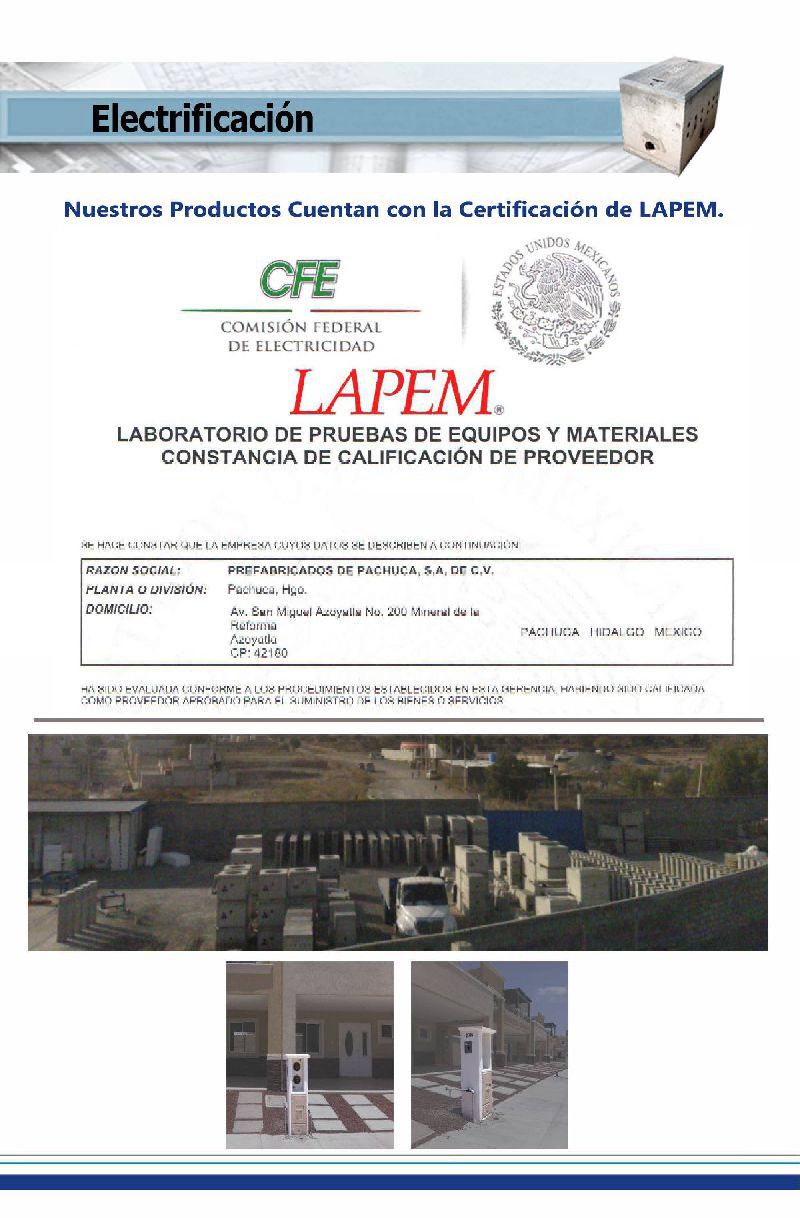 Electrificación
Nuestros Productos Cuentan con la Certificación de LAPEM.
CFE
COMISIÓN FEDERAL
DE ELECTRICIDAD
ESTADOS UNIDOS MEXICANOS
LAPEM®
LABORATORIO DE PRUEBAS DE EQUIPOS Y MATERIALES
CONSTANCIA DE CALIFICACIÓN DE PROVEEDOR
SE HACE CONSTAR QUE LA EMPRESA CUYOS DATOS SE DESCRIBEN A CONTINUACIÓN:
RAZON SOCIAL: PREFABRICADOS DE PACHUCA, S.A. DE C.V.
PLANTA O DIVISIÓN: Pachuca, Hgo.
DOMICILIO: Av. San Miguel Azoyatla No. 200 Mineral de la
Reforma
Azoyatla
CP: 42180
PACHUCA HIDALGO MEXICO
HA SIDO EVALUADA CONFORME A LOS PROCEDIMIENTOS ESTABLECIDOS EN ESTA GERENCIA, HABIENDO SIDO CALIFICADA
COMO PROVEEDOR APROBADO PARA EL SUMINISTRO DE LOS BIENES O SERVICIOS